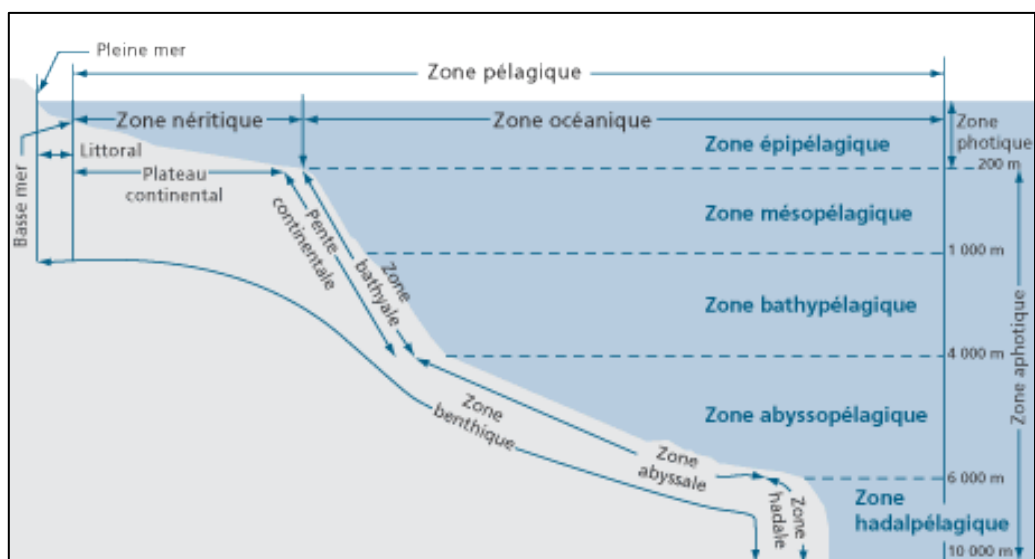 Pleine mer
Zone pélagique
Zone néritique
Zone océanique
Zone
photique
Zone épipélagique
200 m
Littoral
Plateau
continental
Basse mer
Pente
continentale
Zone
bathyale
Zone mésopélagique
1 000 m
Zone bathypélagique
4 000 m
Zone aphotique
Zone
benthique
Zone abyssopélagique
Zone
abyssale
6 000 m
Zone
hadale
Zone
hadalpélagique
10 000 m